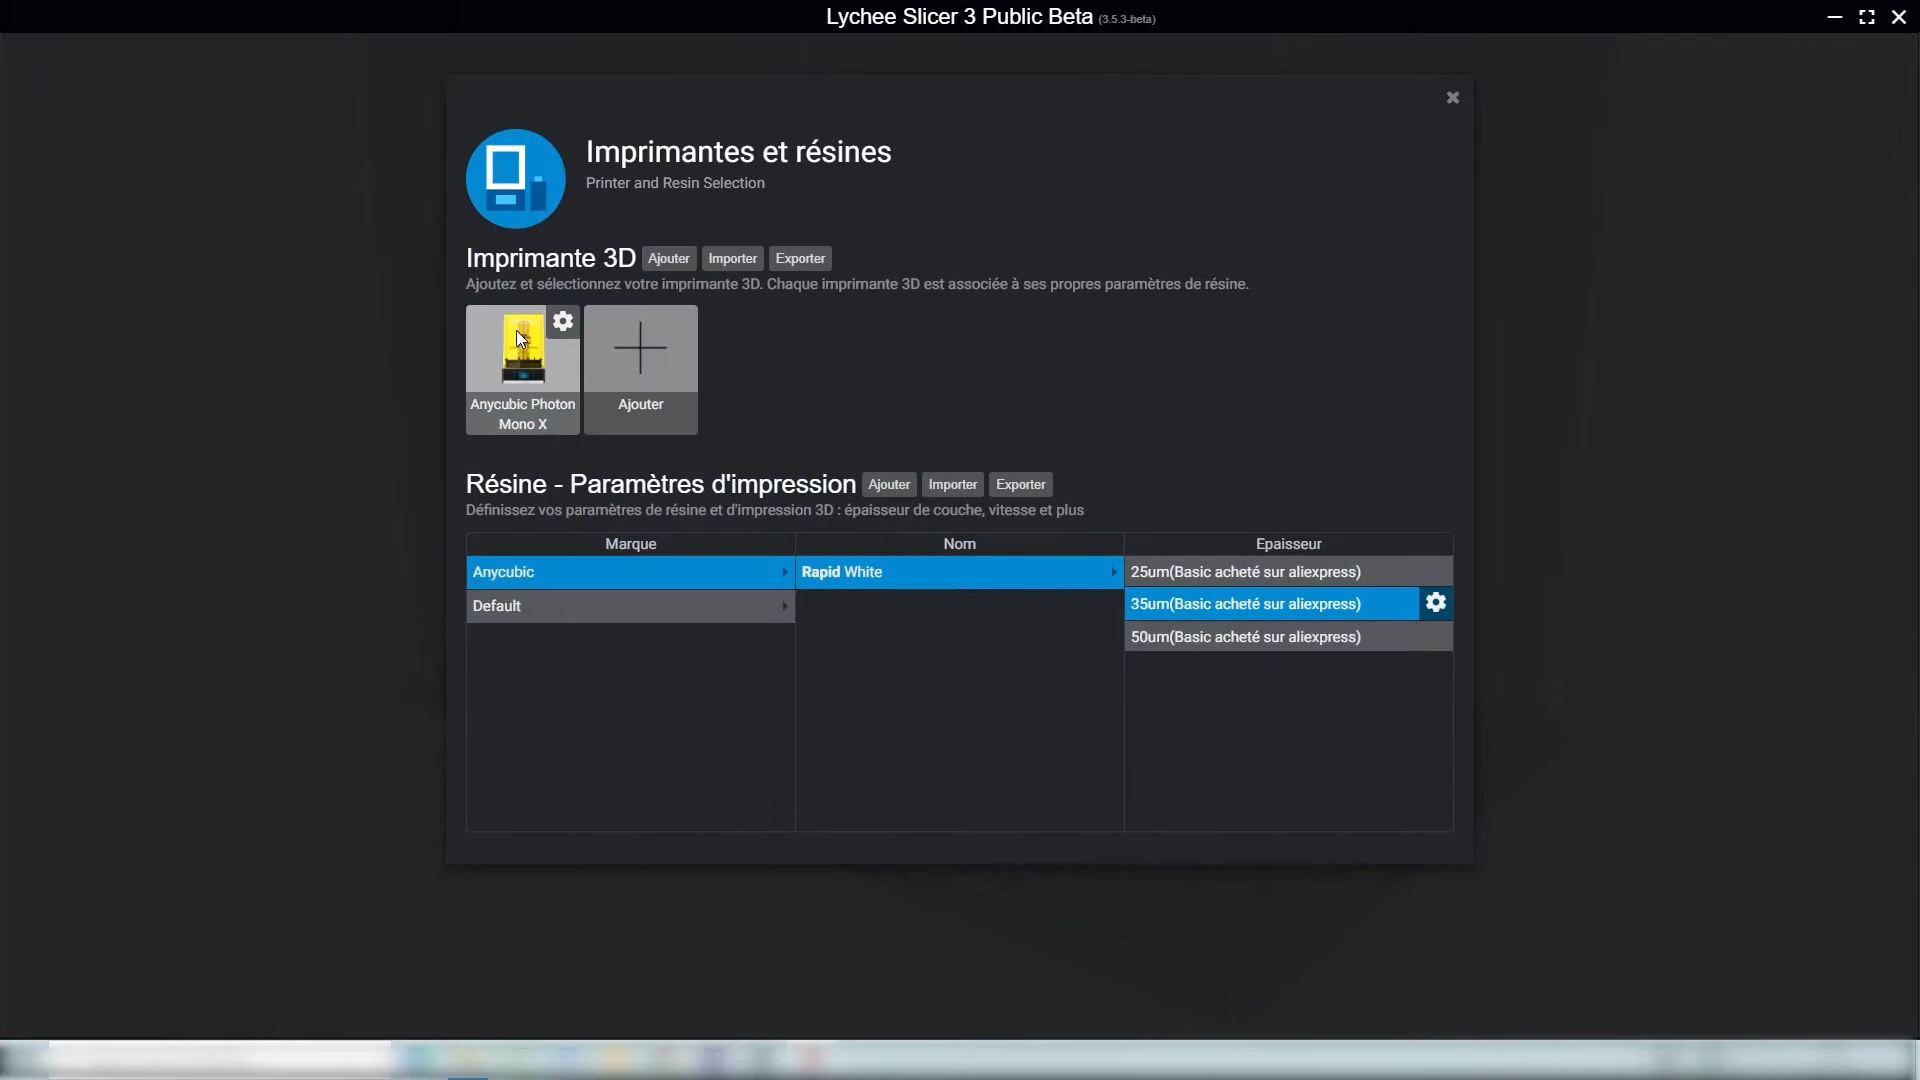 Lychee Slicer 3 Public Beta (3.5.3-beta)
Imprimantes et résines
Printer and Resin Selection
Imprimante 3D Ajouter Importer Exporter
Ajoutez et sélectionnez votre imprimante 3D. Chaque imprimante 3D est associée à ses propres paramètres de résine.
Anycubic Photon
Mono X
Ajouter
Résine - Paramètres d'impression Ajouter Importer Exporter
Définissez vos paramètres de résine et d'impression 3D : épaisseur de couche, vitesse et plus
Marque Nom Epaisseur
Anycubic Rapid White 25um(Basic acheté sur aliexpress)
Default 35um(Basic acheté sur aliexpress)
50um(Basic acheté sur aliexpress)